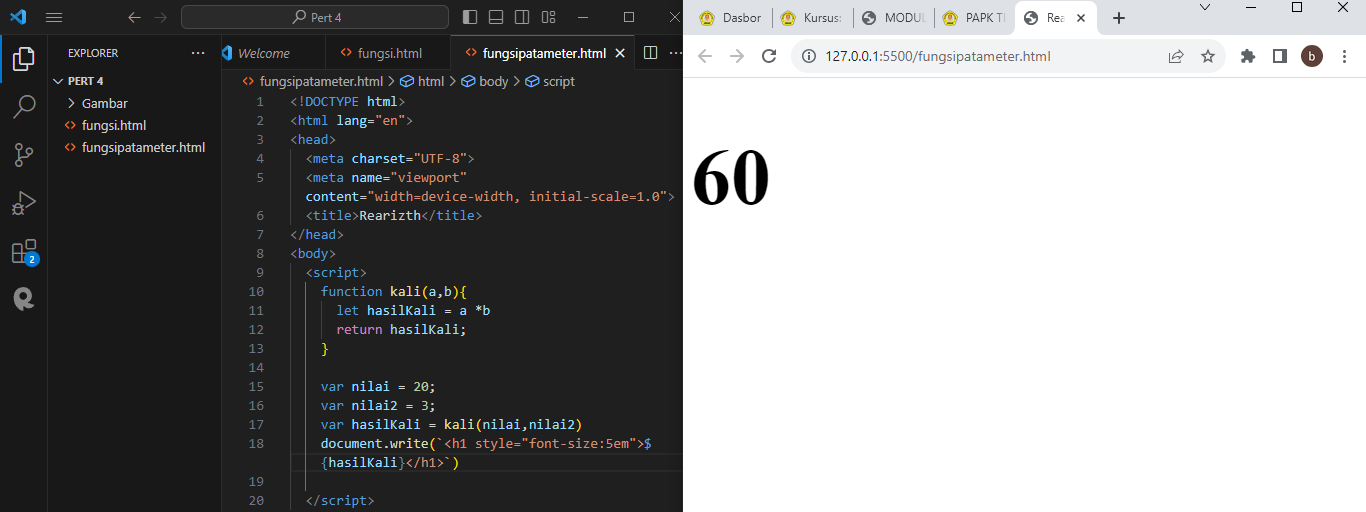 Pert 4
EXPLORER
PERT 4
Gambar
fungsi.html
fungsipatameter.html
2
Welcome
fungsi.html
fungsipatameter.html
fungsipatameter.html > html > body > script
1 <!DOCTYPE html>
2 <html lang="en">
3 <head>
4 <meta charset="UTF-8">
5 <meta name="viewport"
content="width=device-width, initial-scale=1.0">
6 <title>Rearizth</title>
7 </head>
8 <body>
9 <script>
10 function kali(a,b){
11 let hasilKali = a *b
12 return hasilKali;
13 }
14
15 var nilai = 20;
16 var nilai2 = 3;
17 var hasilKali = kali(nilai,nilai2)
18 document.write(`<h1 style="font-size:5em">$
{hasilKali}</h1>`)
19
20 </script>
Dasbor
Kursus:
MODUL
PAPK TI
Rea
127.0.0.1:5500/fungsipatameter.html
b
60